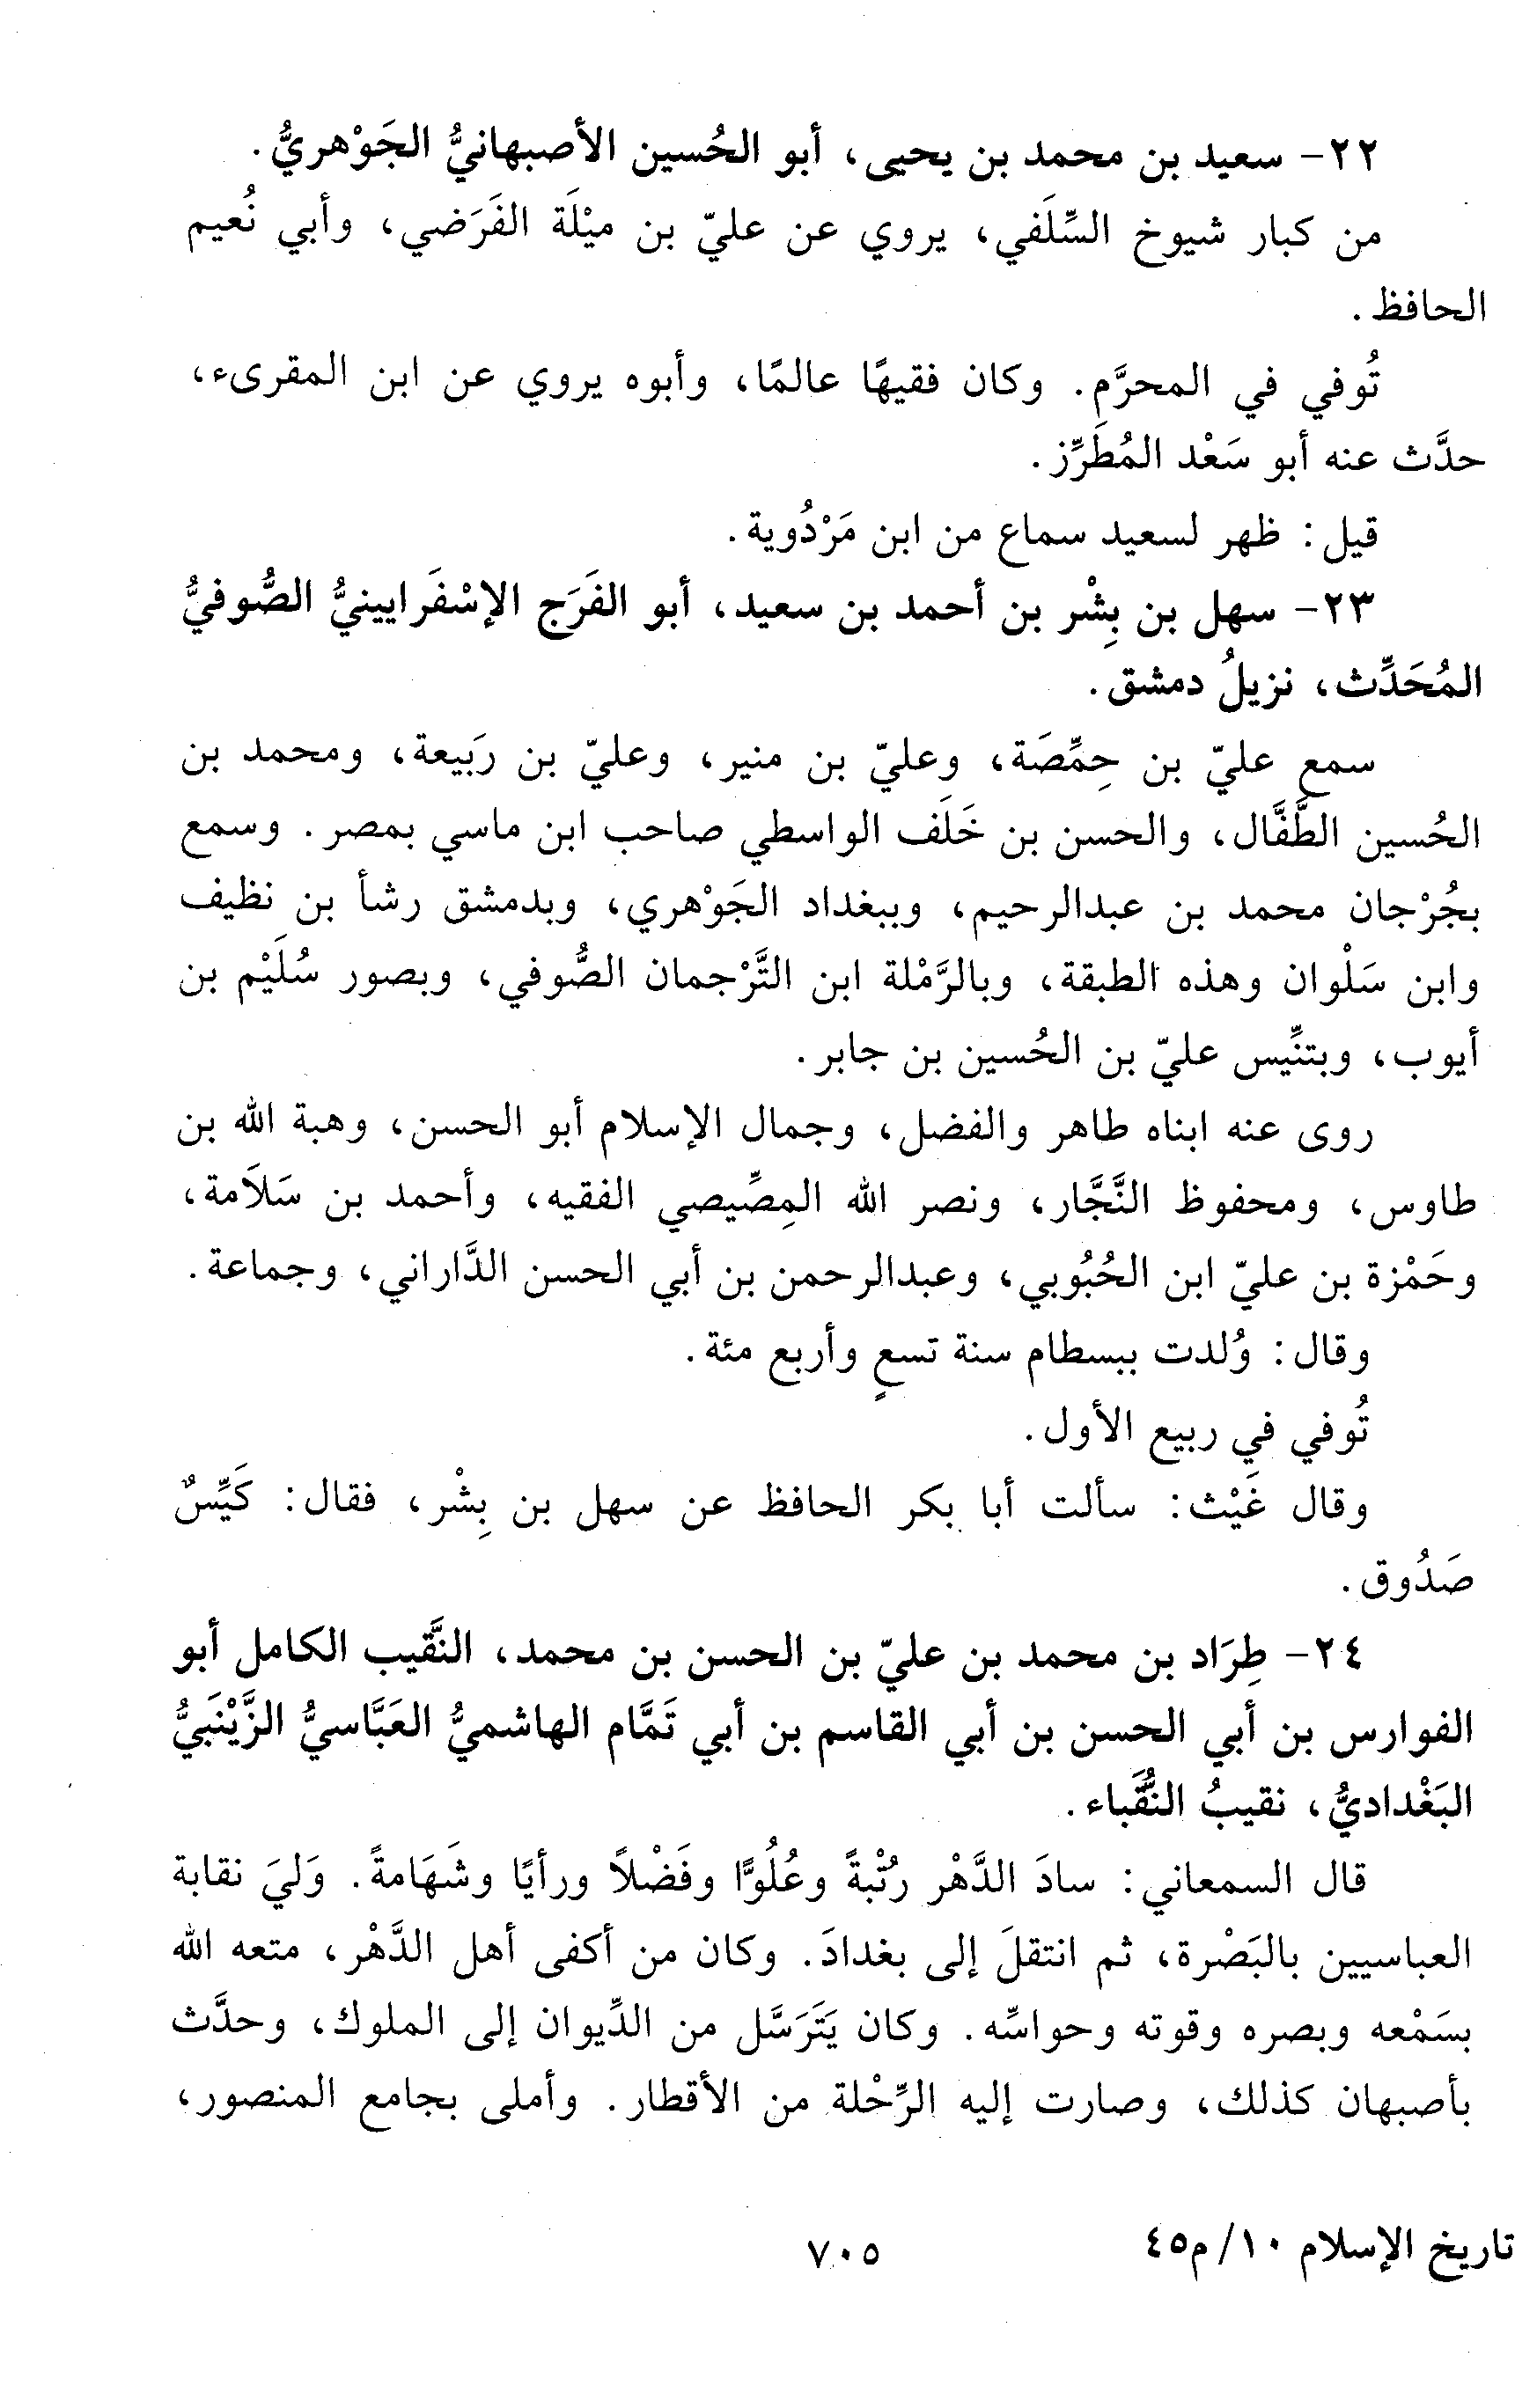 ٢٢- سعيد بن محمد بن يحيى، أبو الحُسين الأصبهانيُّ الجَوْهريُّ.
من كبار شيوخ السِّلَفي، يروي عن عليّ بن ميْلَة الفَرَضي، وأبي نُعيم
الحافظ.
تُوفي في المحرَّم. وكان فقيهًا عالمًا، وأبوه يروي عن ابن المقرىء،
حدَّث عنه أبو سَعْد المُطَرِّز.
قيل: ظهر لسعيد سماع من ابن مَرْدُوية.
٢٣- سهل بن بِشْر بن أحمد بن سعيد، أبو الفَرَج الإسْفَرايينيُّ الصُّوفيُّ
المُحَدِّث، نزيلُ دمشق.
سمع عليّ بن حِمِّصَة، وعليّ بن منير، وعليّ بن رَبيعة، ومحمد بن
الحُسين الطَّفَّال، والحسن بن خَلَف الواسطي صاحب ابن ماسي بمصر. وسمع
بجُرْجان محمد بن عبدالرحيم، وببغداد الجَوْهري، وبدمشق رشأ بن نظيف
وابن سَلْوان وهذه الطبقة، وبالرَّمْلة ابن التَّرْجمان الصُّوفي، وبصور سُلَيْم بن
أيوب، وبتنِّيس عليّ بن الحُسين بن جابر.
روى عنه ابناه طاهر والفضل، وجمال الإسلام أبو الحسن، وهبة الله بن
طاوس، ومحفوظ النَّجَّار، ونصر الله المِصِّيصي الفقيه، وأحمد بن سَلاَمة،
وحَمْزة بن عليّ ابن الحُبُوبي، وعبدالرحمن بن أبي الحسن الدَّاراني، وجماعة.
وقال: وُلدت ببسطام سنة تسعٍ وأربع مئة.
تُوفي في ربيع الأول.
وقال غَيْث: سألت أبا بكر الحافظ عن سهل بن بِشْر، فقال: كَيِّسٌ
صَدُوق.
٢٤- طِرَاد بن محمد بن عليّ بن الحسن بن محمد، النَّقيب الكامل أبو
الفوارس بن أبي الحسن بن أبي القاسم بن أبي تَمَّام الهاشميُّ العَبَّاسيُّ الزَّيْنَبيُّ
البَغْداديُّ، نقيبُ النُّقَباء.
قال السمعاني: سادَ الدَّهْر رُتْبةً وعُلُوًّا وفَضْلاً ورأيًا وشَهَامةً. وَليَ نقابة
العباسيين بالبَصْرة، ثم انتقلَ إلى بغدادَ. وكان من أكفى أهل الدَّهْر، متعه الله
بسَمْعه وبصره وقوته وحواسِّه. وكان يَتَرَسَّل من الدِّيوان إلى الملوك، وحدَّث
بأصبهان كذلك، وصارت إليه الرِّحْلة من الأقطار. وأملى بجامع المنصور،
تاريخ الإسلام ١٠/ م٤٥
٧٠٥